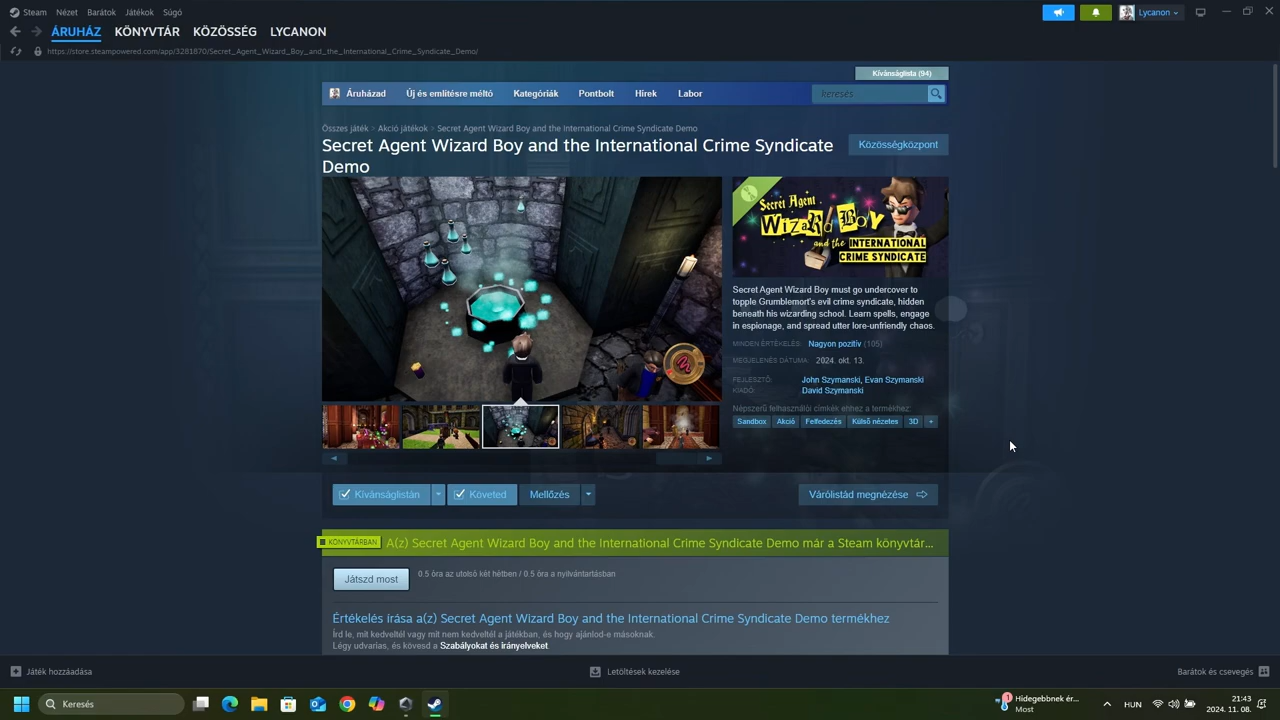 Steam Nézet Barátok Játékok Súgó
Lycanon
ÁRUHÁZ KÖNYVTÁR KÖZÖSSÉG LYCANON
https://store.steampowered.com/app/3281870/Secret_Agent_Wizard_Boy_and_the_International_Crime_Syndicate_Demo/
Kívánságlista (94)
Áruházad Új és említésre méltó Kategóriák Pontbolt Hírek Labor keresés
Összes játék > Akció játékok > Secret Agent Wizard Boy and the International Crime Syndicate Demo
Secret Agent Wizard Boy and the International Crime Syndicate
Demo
Közösségközpont
Secret Agent
Wizard Boy
and the INTERNATIONAL
CRIME SYNDICATE
Secret Agent Wizard Boy must go undercover to
topple Grumblemort's evil crime syndicate, hidden
beneath his wizarding school. Learn spells, engage
in espionage, and spread utter lore-unfriendly chaos.
MINDEN ÉRTÉKELÉS: Nagyon pozitív (105)
MEGJELENÉS DÁTUMA: 2024. okt. 13.
FEJLESZTŐ: John Szymanski, Evan Szymanski
KIADÓ: David Szymanski
Népszerű felhasználói címkék ehhez a termékhez:
Sandbox Akció Felfedezés Külső nézetes 3D +
Kívánságlistán Követed Mellőzés Várólistád megnézése
KÖNYVTÁRBAN A(z) Secret Agent Wizard Boy and the International Crime Syndicate Demo már a Steam könyvtár...
Játszd most 0.5 óra az utolsó két hétben / 0.5 óra a nyilvántartásban
Értékelés írása a(z) Secret Agent Wizard Boy and the International Crime Syndicate Demo termékhez
Írd le, mit kedveltél vagy mit nem kedveltél a játékban, és hogy ajánlod-e másoknak.
Légy udvarias, és kövesd a Szabályokat és irányelveket.
Játék hozzáadása Letöltések kezelése Barátok és csevegés
Keresés
1 Hidegebbnek ér...
Most
HUN
21:43
2024. 11. 08.